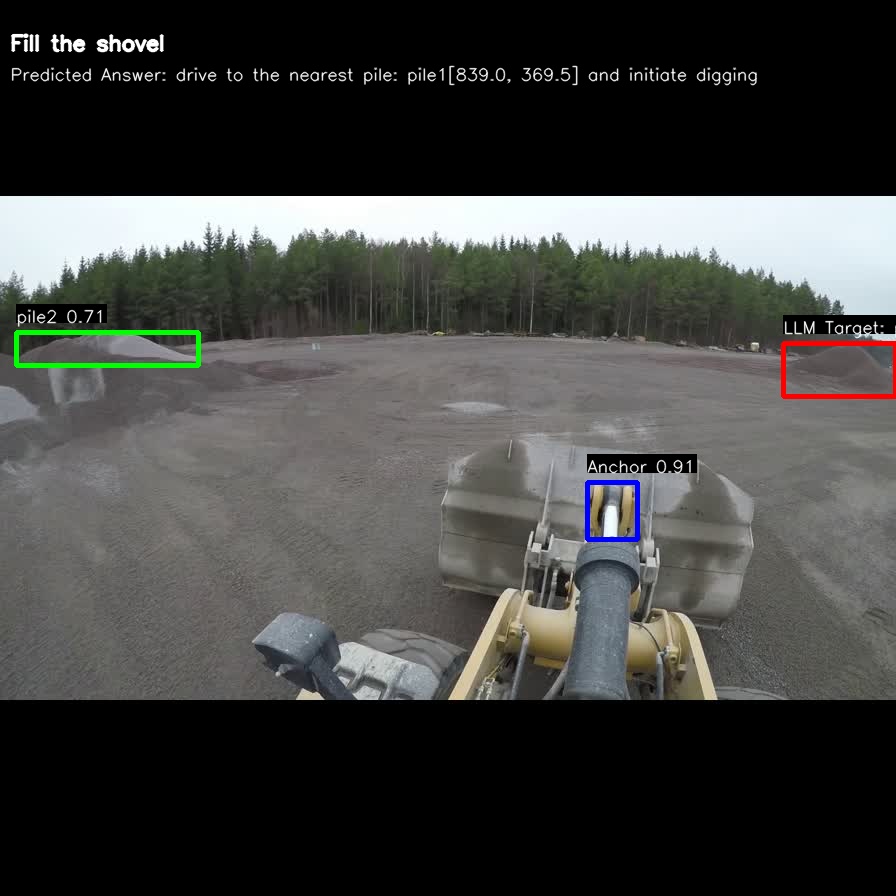 Fill the shovel
Predicted Answer: drive to the nearest pile: pile1[839.0, 369.5] and initiate digging
pile2 0.71
LLM Target:
Anchor 0.91